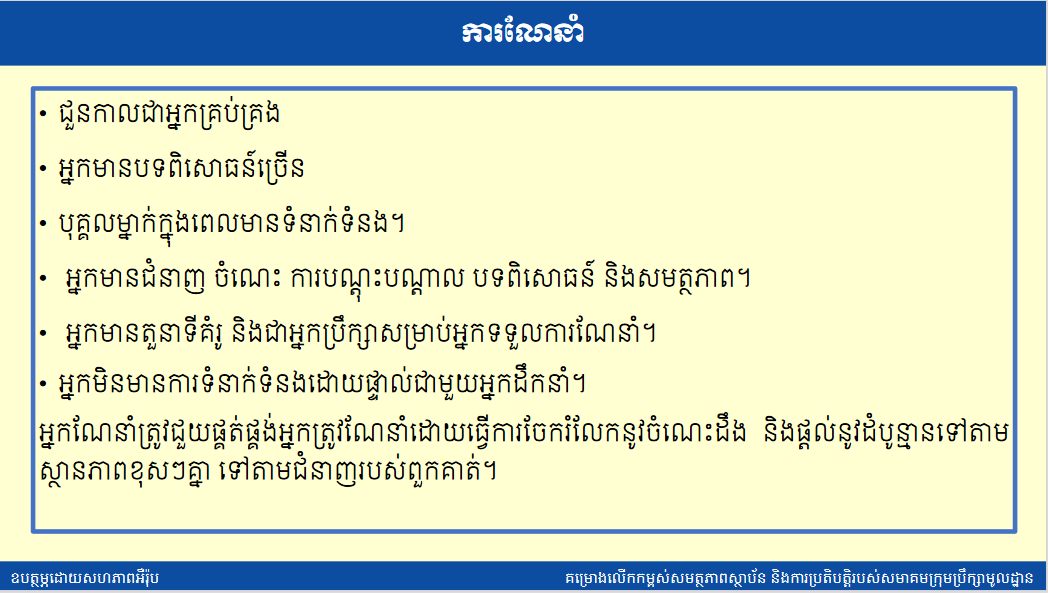 ការណែនាំ
• ជួនកាលជាអ្នកគ្រប់គ្រង
• អ្នកមានបទពិសោធន៍ច្រើន
• បុគ្គលម្នាក់ក្នុងពេលមានទំនាក់ទំនង។
• អ្នកមានជំនាញ ចំណេះ ការបណ្តុះបណ្តាល បទពិសោធន៍ និងសមត្ថភាព។
• អ្នកមានតួនាទីគំរូ និងជាអ្នកប្រឹក្សាសម្រាប់អ្នកទទួលការណែនាំ។
• អ្នកមិនមានការទំនាក់ទំនងដោយផ្ទាល់ជាមួយអ្នកដឹកនាំ។
អ្នកណែនាំត្រូវជួយផ្គត់ផ្គង់អ្នកត្រូវណែនាំដោយធ្វើការចែករំលែកនូវចំណេះដឹង និងផ្តល់នូវដំបូន្មានទៅតាម
ស្ថានភាពខុសៗគ្នា ទៅតាមជំនាញរបស់ពួកគាត់។
ឧបត្ថម្ភដោយសហភាពអឺរ៉ុប
គម្រោងលើកកម្ពស់សមត្ថភាពស្ថាប័ន និងការប្រតិបត្តិរបស់សមាគមក្រុមប្រឹក្សាមូលដ្ឋាន